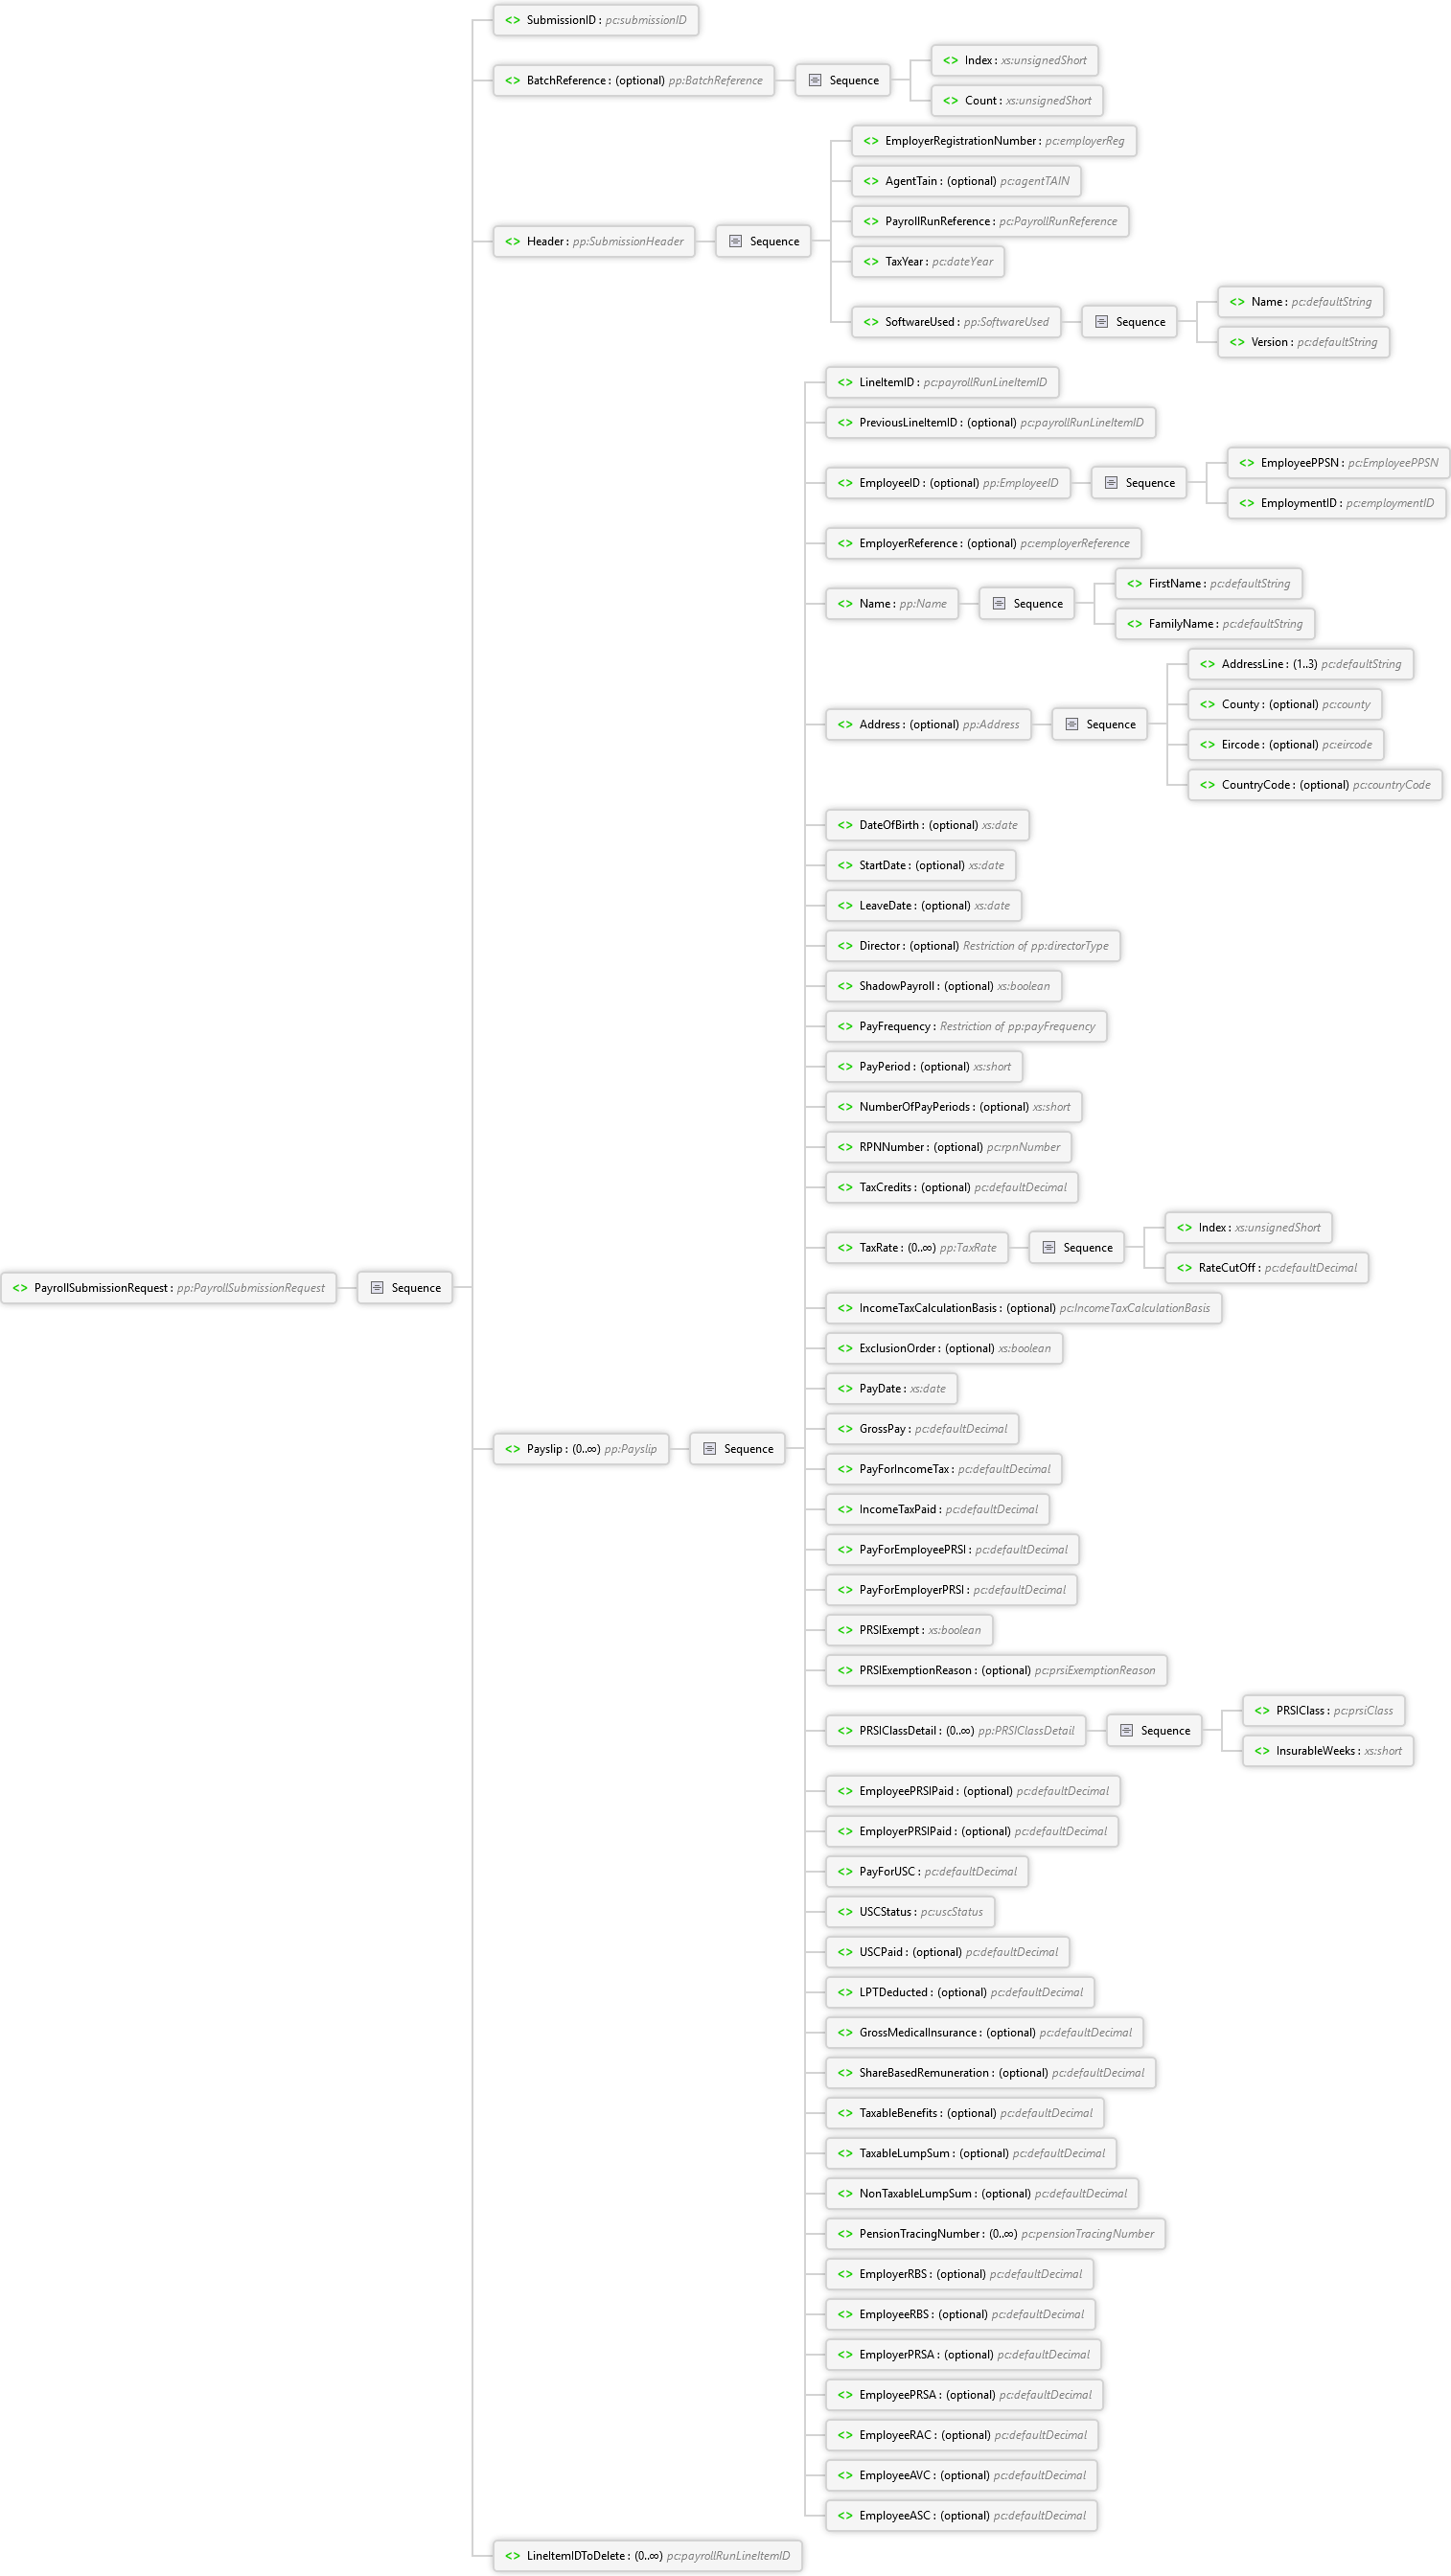 <> SubmissionID : pc:submissionID
<> BatchReference : (optional) pp:BatchReference
Sequence
<> Index : xs:unsignedShort
<> Count : xs:unsignedShort
<> Header : pp:SubmissionHeader
Sequence
<> EmployerRegistrationNumber : pc:employerReg
<> AgentTain : (optional) pc:agentTAIN
<> PayrollRunReference : pc:PayrollRunReference
<> TaxYear : pc:dateYear
<> SoftwareUsed : pp:SoftwareUsed
Sequence
<> Name : pc:defaultString
<> Version : pc:defaultString
<> LineItemID : pc:payrollRunLineItemID
<> PreviousLineItemID : (optional) pc:payrollRunLineItemID
<> EmployeeID : (optional) pp:EmployeeID
Sequence
<> EmployeePPSN : pc:EmployeePPSN
<> EmploymentID : pc:employmentID
<> EmployerReference : (optional) pc:employerReference
<> Name : pp:Name
Sequence
<> FirstName : pc:defaultString
<> FamilyName : pc:defaultString
<> Address : (optional) pp:Address
Sequence
<> AddressLine : (1..3) pc:defaultString
<> County : (optional) pc:county
<> Eircode : (optional) pc:eircode
<> CountryCode : (optional) pc:countryCode
<> DateOfBirth : (optional) xs:date
<> StartDate : (optional) xs:date
<> LeaveDate : (optional) xs:date
<> Director : (optional) Restriction of pp:directorType
<> ShadowPayroll : (optional) xs:boolean
<> PayFrequency : Restriction of pp:payFrequency
<> PayPeriod : (optional) xs:short
<> NumberOfPayPeriods : (optional) xs:short
<> RPNNumber : (optional) pc:rpnNumber
<> TaxCredits : (optional) pc:defaultDecimal
<> TaxRate : (0..∞) pp:TaxRate
Sequence
<> Index : xs:unsignedShort
<> RateCutOff : pc:defaultDecimal
<> PayrollSubmissionRequest : pp:PayrollSubmissionRequest
Sequence
<> IncomeTaxCalculationBasis : (optional) pc:IncomeTaxCalculationBasis
<> ExclusionOrder : (optional) xs:boolean
<> PayDate : xs:date
<> GrossPay : pc:defaultDecimal
<> Payslip : (0..∞) pp:Payslip
Sequence
<> PayForIncomeTax : pc:defaultDecimal
<> IncomeTaxPaid : pc:defaultDecimal
<> PayForEmployeePRSI : pc:defaultDecimal
<> PayForEmployerPRSI : pc:defaultDecimal
<> PRSIExempt : xs:boolean
<> PRSIExemptionReason : (optional) pc:prsiExemptionReason
<> PRSIClassDetail : (0..∞) pp:PRSIClassDetail
Sequence
<> PRSIClass : pc:prsiClass
<> InsurableWeeks : xs:short
<> EmployeePRSIPaid : (optional) pc:defaultDecimal
<> EmployerPRSIPaid : (optional) pc:defaultDecimal
<> PayForUSC : pc:defaultDecimal
<> USCStatus : pc:uscStatus
<> USCPaid : (optional) pc:defaultDecimal
<> LPTDeducted : (optional) pc:defaultDecimal
<> GrossMedicalInsurance : (optional) pc:defaultDecimal
<> ShareBasedRemuneration : (optional) pc:defaultDecimal
<> TaxableBenefits : (optional) pc:defaultDecimal
<> TaxableLumpSum : (optional) pc:defaultDecimal
<> NonTaxableLumpSum : (optional) pc:defaultDecimal
<> PensionTracingNumber : (0..∞) pc:pensionTracingNumber
<> EmployerRBS : (optional) pc:defaultDecimal
<> EmployeeRBS : (optional) pc:defaultDecimal
<> EmployerPRSA : (optional) pc:defaultDecimal
<> EmployeePRSA : (optional) pc:defaultDecimal
<> EmployeeRAC : (optional) pc:defaultDecimal
<> EmployeeAVC : (optional) pc:defaultDecimal
<> EmployeeASC : (optional) pc:defaultDecimal
<> LineItemIDToDelete : (0..∞) pc:payrollRunLineItemID